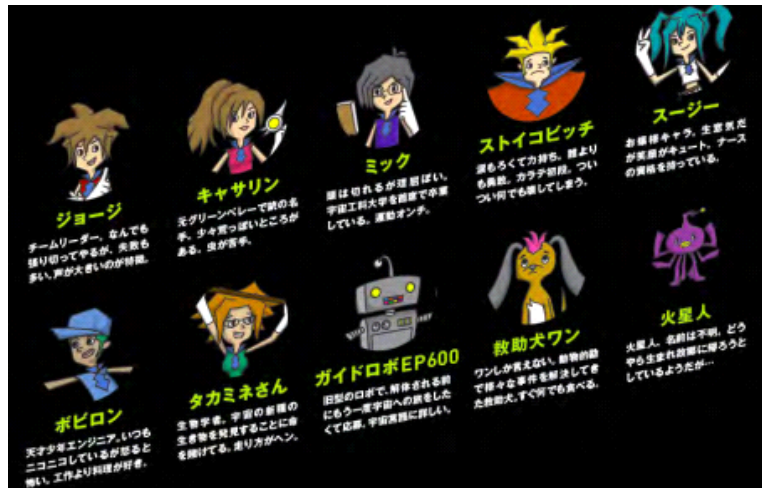 ジョージ
チームリーダー。なんでも
張り切ってやるが、失敗も
多い。声が大きいのが特徴。
キャサリン
元グリーンベレーで銃の名
手。少々荒っぽいところが
ある。虫が苦手。
ミック
頭は切れるが理屈ぽい。
宇宙工科大学を首席で卒業
している。運動オンチ。
ストイコビッチ
涙もろくて力持ち。誰より
も勇敢。カラテ初段。つい
つい何でも壊してしまう。
スージー
お嬢様キャラ。生意気だ
が笑顔がキュート。ナース
の資格を持っている。
ボビロン
天才少年エンジニア。いつも
ニコニコしているが怒ると
怖い。工作より料理が好き。
タカミネさん
生物学者。宇宙の新種の
生き物を発見することに命
を賭けてる。走り方がヘン。
ガイドロボEP600
旧型のロボで、解体される前
にもう一度宇宙への旅をした
くて応募。宇宙実践に詳しい。
救助犬ワン
ワンしか言えない。動物的勘
で様々な事件を解決してき
た救助犬。すぐ何でも食べる。
火星人
火星人。名前は不明。どう
やら生まれ故郷に帰ろうと
しているようだが…